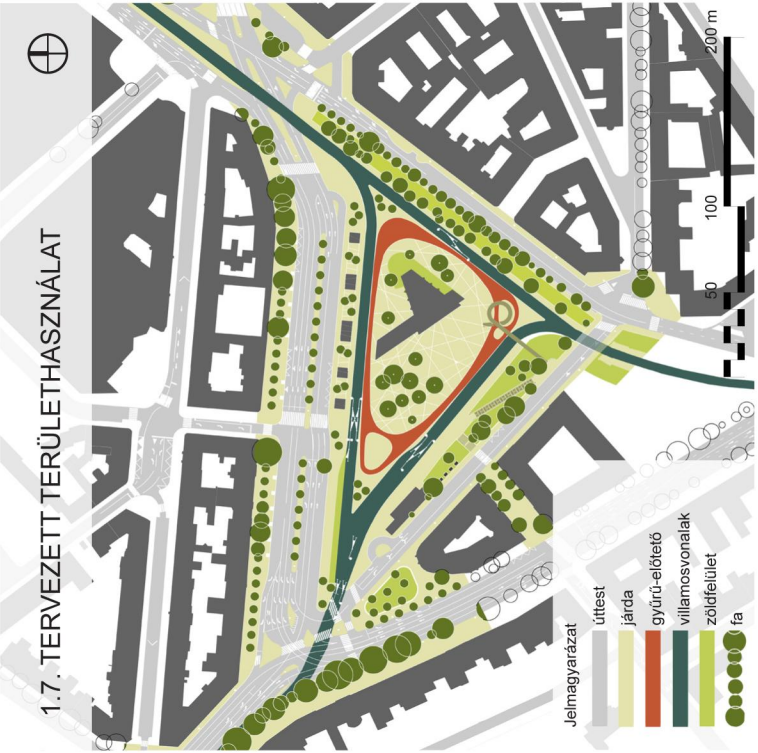 1.7. TERVEZETT TERÜLETHASZNÁLAT
50
100
200 m
Jelmagyarázat
úttest
járda
gyűrű-előtető
villamosvonalak
zöldfelület
fa